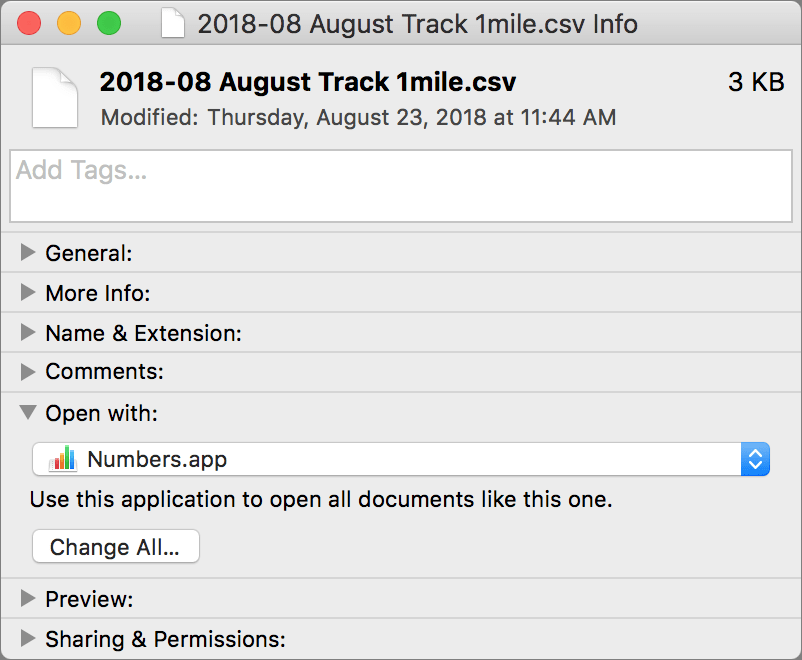 2018-08 August Track 1mile.csv Info
2018-08 August Track 1mile.csv 3 KB
Modified: Thursday, August 23, 2018 at 11:44 AM
Add Tags...
General:
More Info:
Name & Extension:
Comments:
Open with:
Numbers.app
Use this application to open all documents like this one.
Change All...
Preview:
Sharing & Permissions: